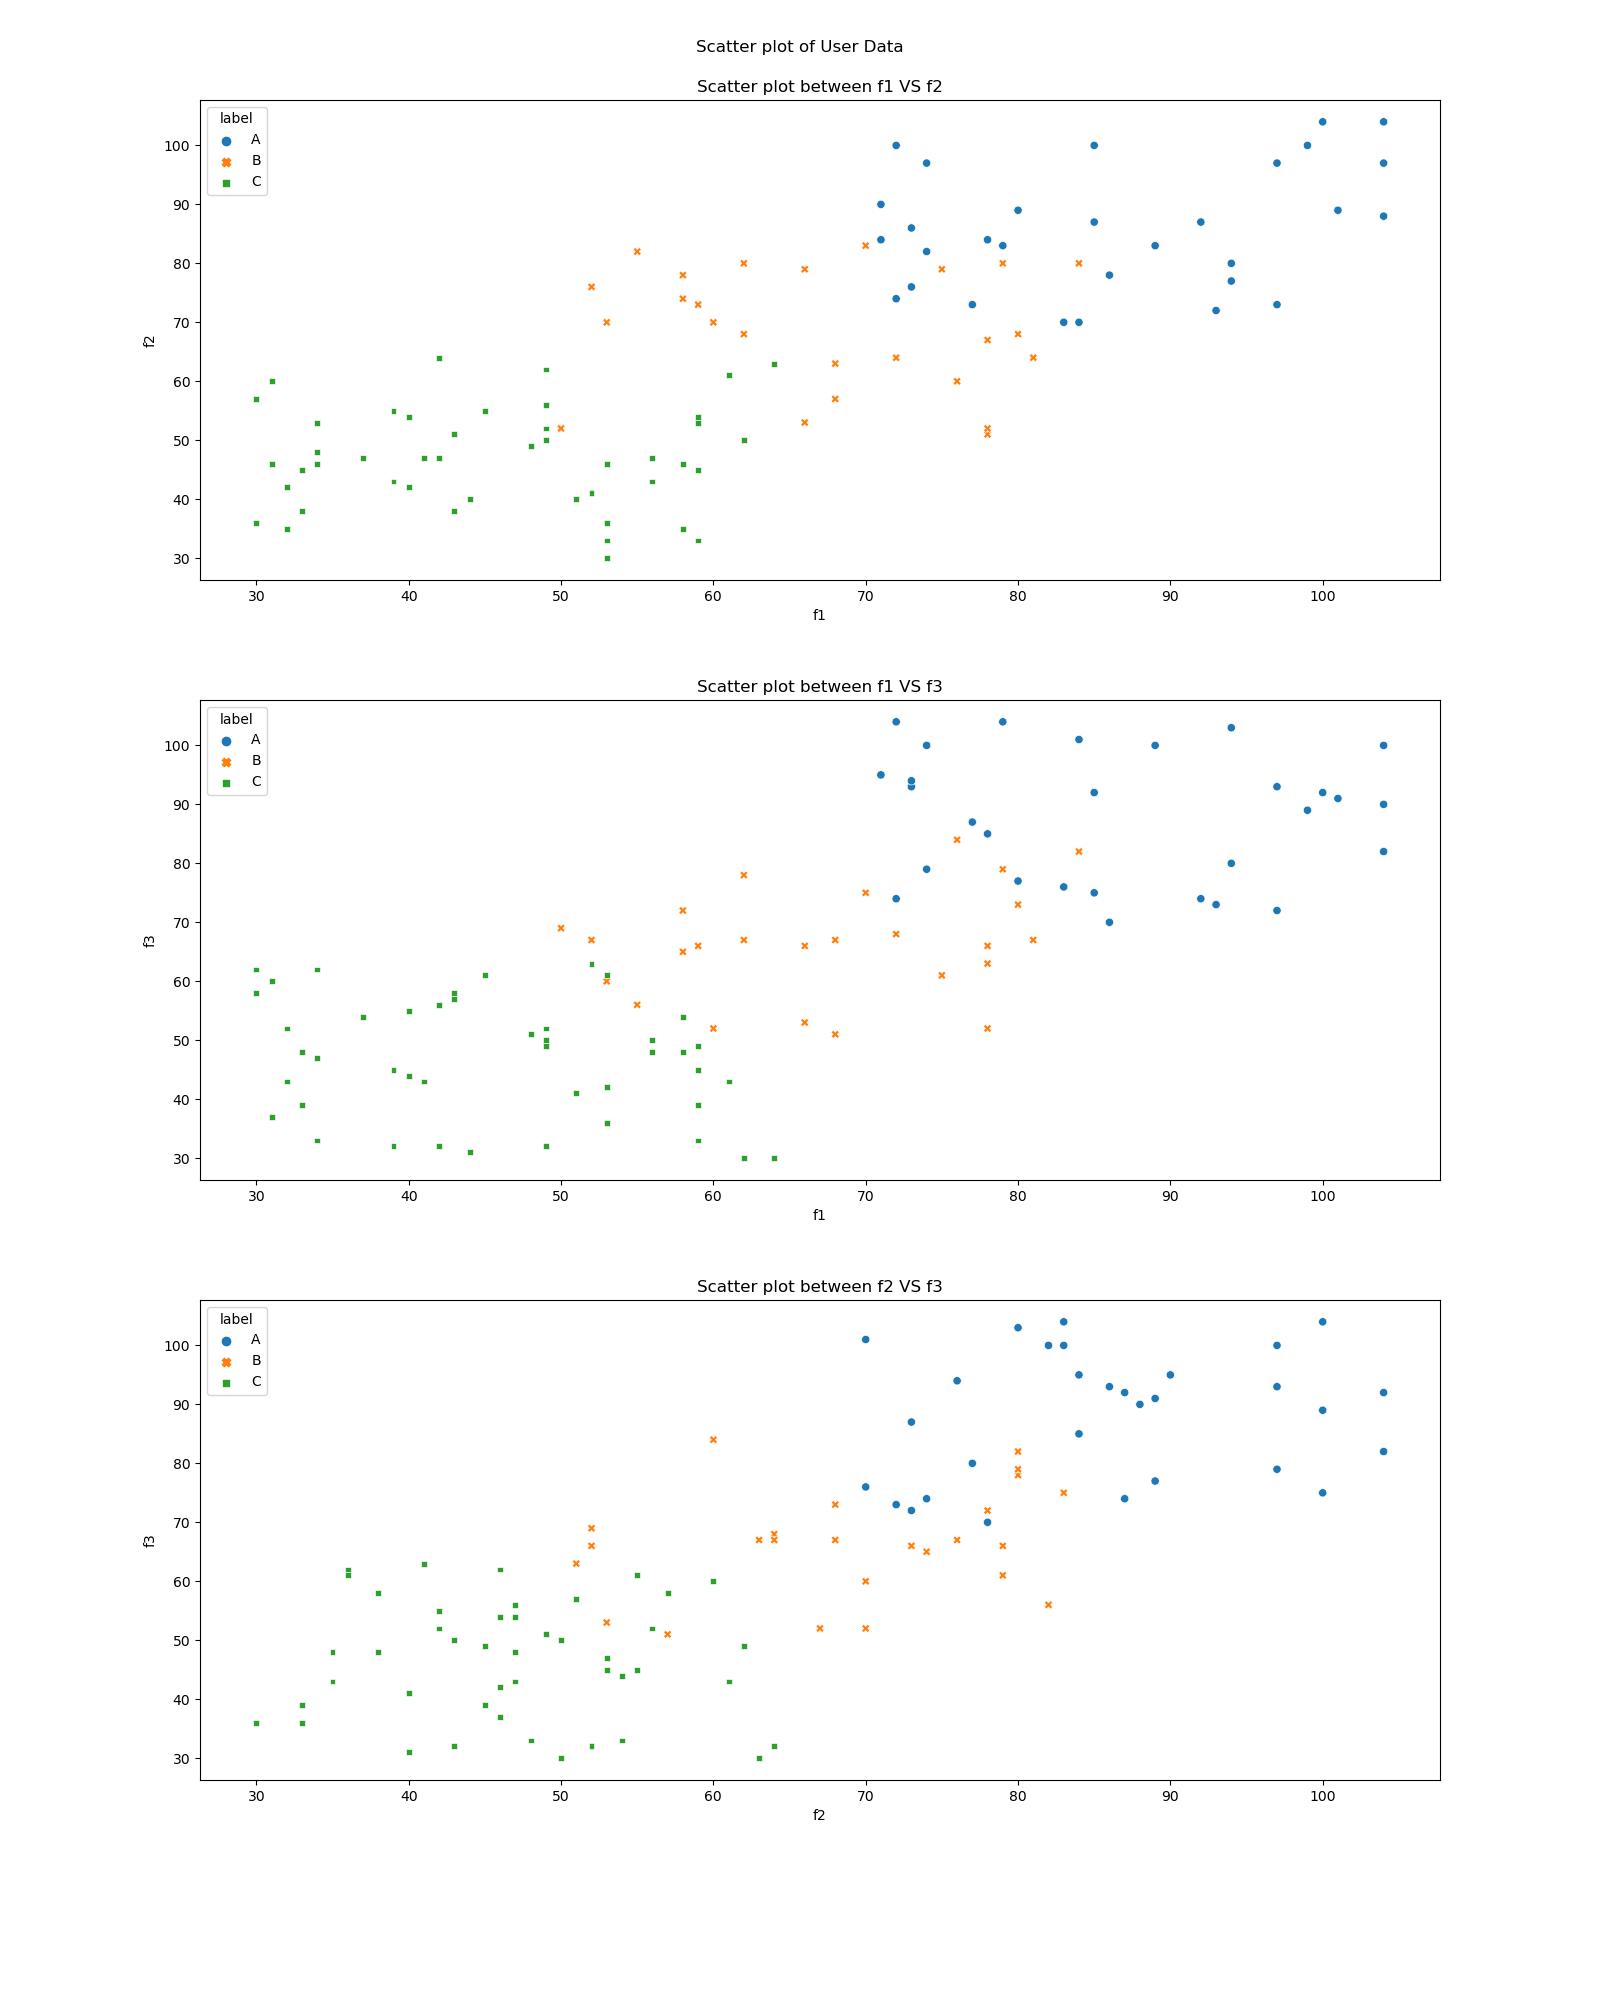 Scatter plot of User Data
Scatter plot between f1 VS f2
label
A
B
C
100
90
80
70
60
50
40
30
f2
30 40 50 60 70 80 90 100
f1
Scatter plot between f1 VS f3
label
A
B
C
100
90
80
70
60
50
40
30
f3
30 40 50 60 70 80 90 100
f1
Scatter plot between f2 VS f3
label
A
B
C
100
90
80
70
60
50
40
30
f3
30 40 50 60 70 80 90 100
f2